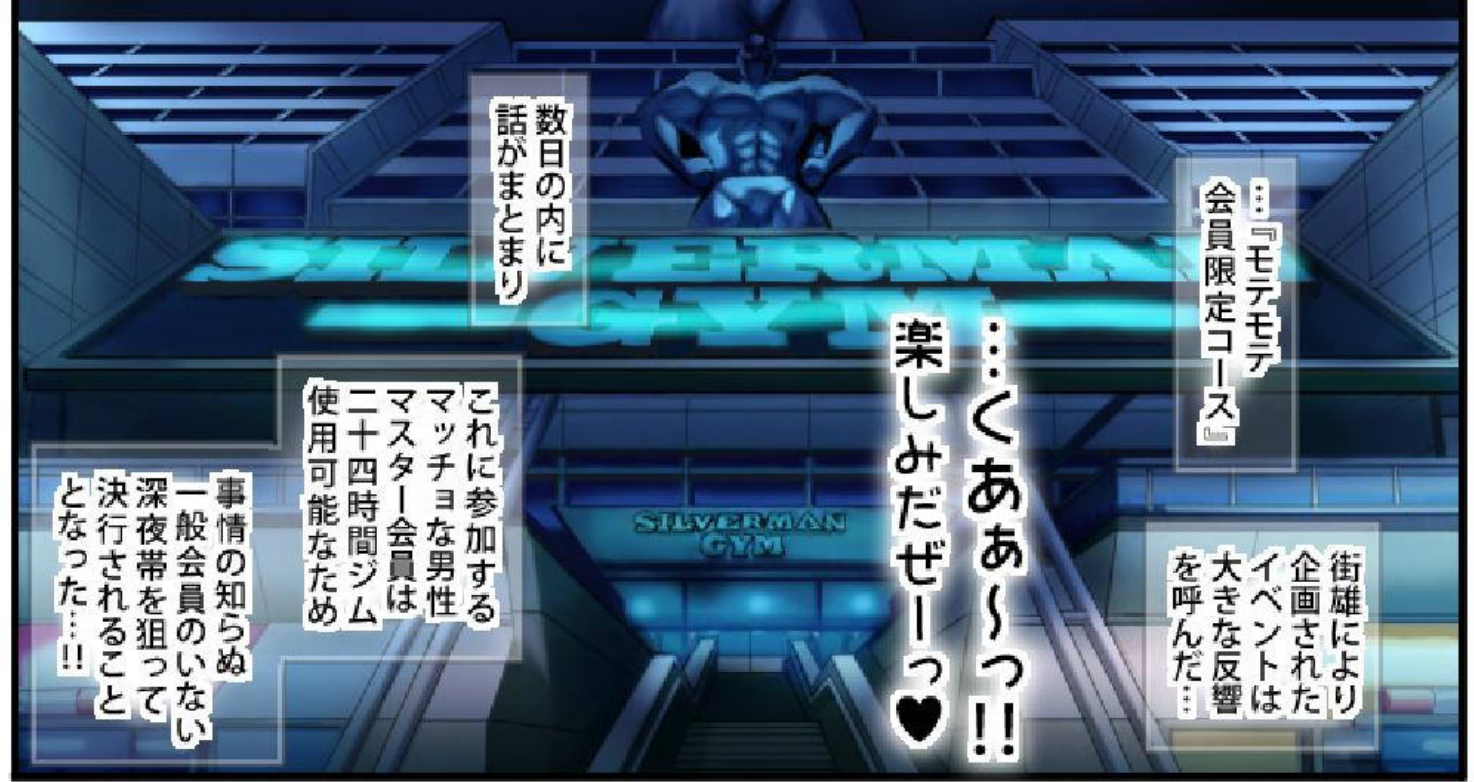 …『モテモテ
会員限定コース』
街雄により
企画された
イベントは
大きな反響
を呼んだ…
…くあぁ～っ!!
楽しみだぜーっ♥
数日の内に
話がまとまり
これに参加する
マッチョな男性
マスター会員は
二十四時間ジム
使用可能なため
事情の知らぬ
一般会員のいない
深夜帯を狙って
決行されること
となった…!!
SILVERMAN
GYM
SILVERMAN
GYM